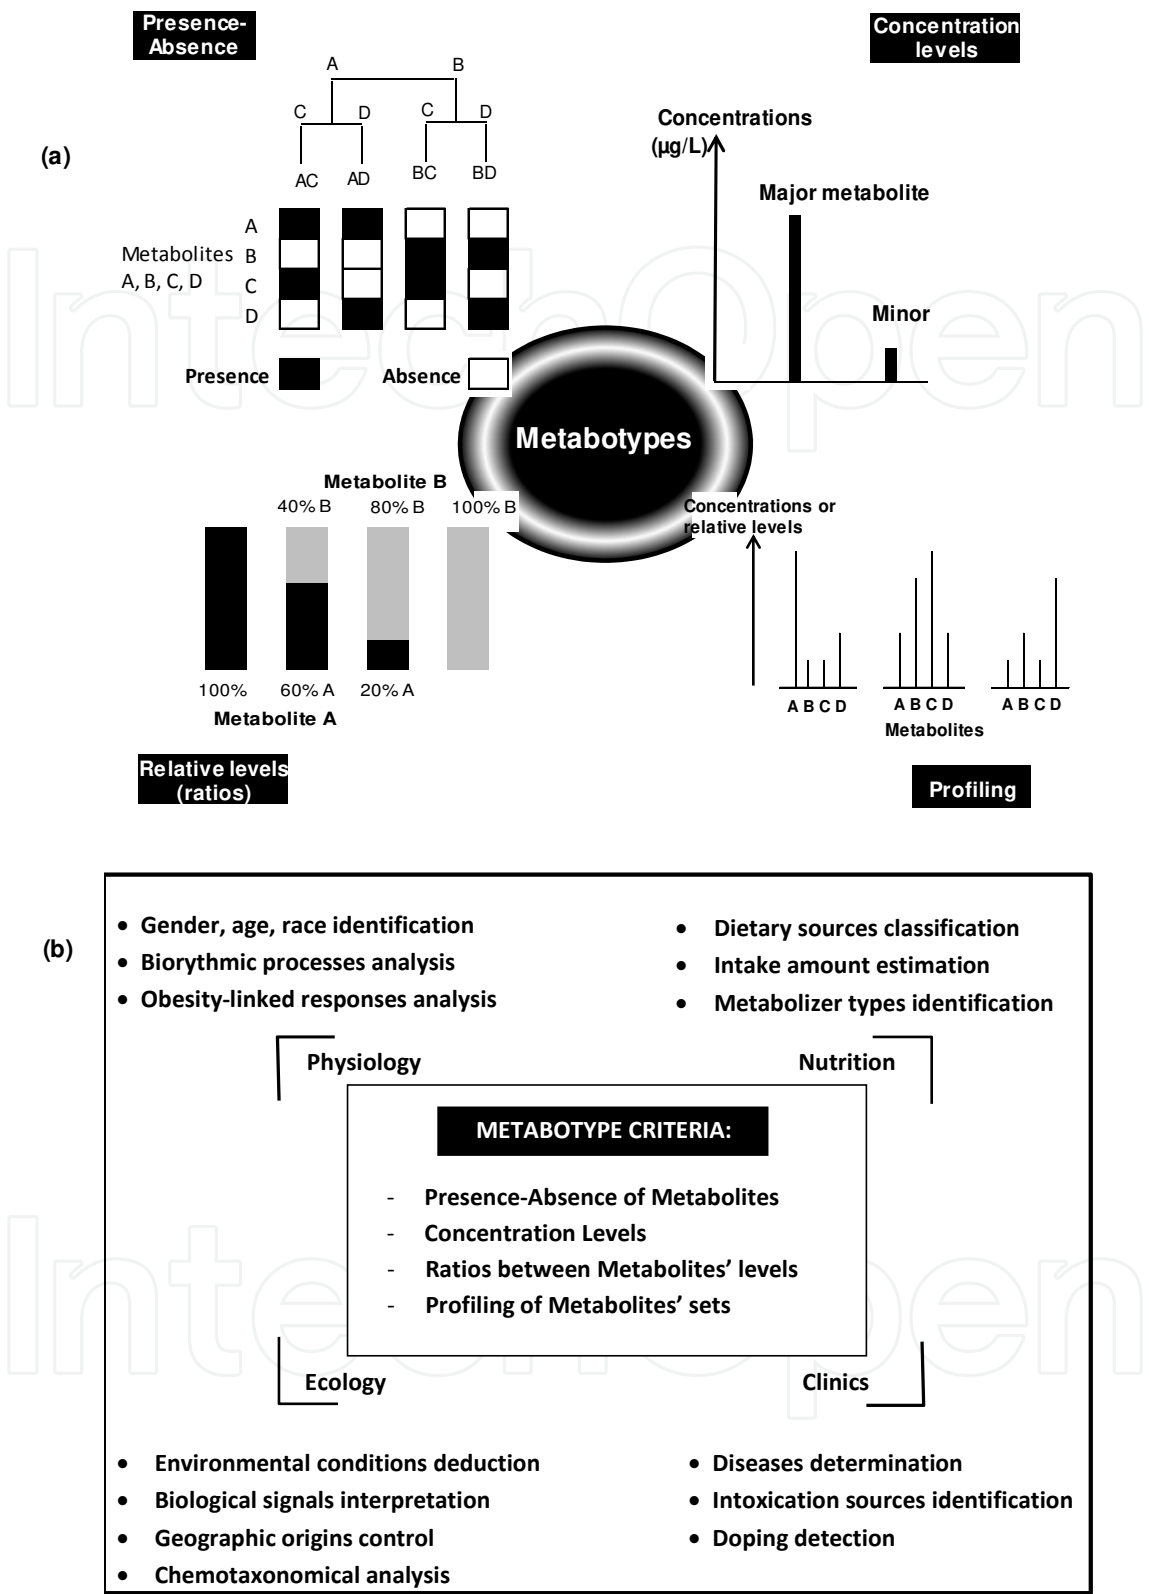 Presence-
Absence
Concentration
levels
(a)
A B
C D C D
AC AD BC BD
Metabolites
A, B, C, D
A
B
C
D
Presence
Absence
Concentrations
(µg/L)
Major metabolite
Minor
Metabotypes
Metabolite B
40% B 80% B 100% B
100% 60% A 20% A
Metabolite A
Relative levels
(ratios)
Concentrations or
relative levels
A B C D A B C D A B C D
Metabolites
Profiling
(b)
• Gender, age, race identification
• Biorythmic processes analysis
• Obesity-linked responses analysis
• Dietary sources classification
• Intake amount estimation
• Metabolizer types identification
Physiology
Nutrition
METABOTYPE CRITERIA:
- Presence-Absence of Metabolites
- Concentration Levels
- Ratios between Metabolites’ levels
- Profiling of Metabolites’ sets
Ecology
Clinics
• Environmental conditions deduction
• Biological signals interpretation
• Geographic origins control
• Chemotaxonomical analysis
• Diseases determination
• Intoxication sources identification
• Doping detection
IntechOpen
IntechOpen